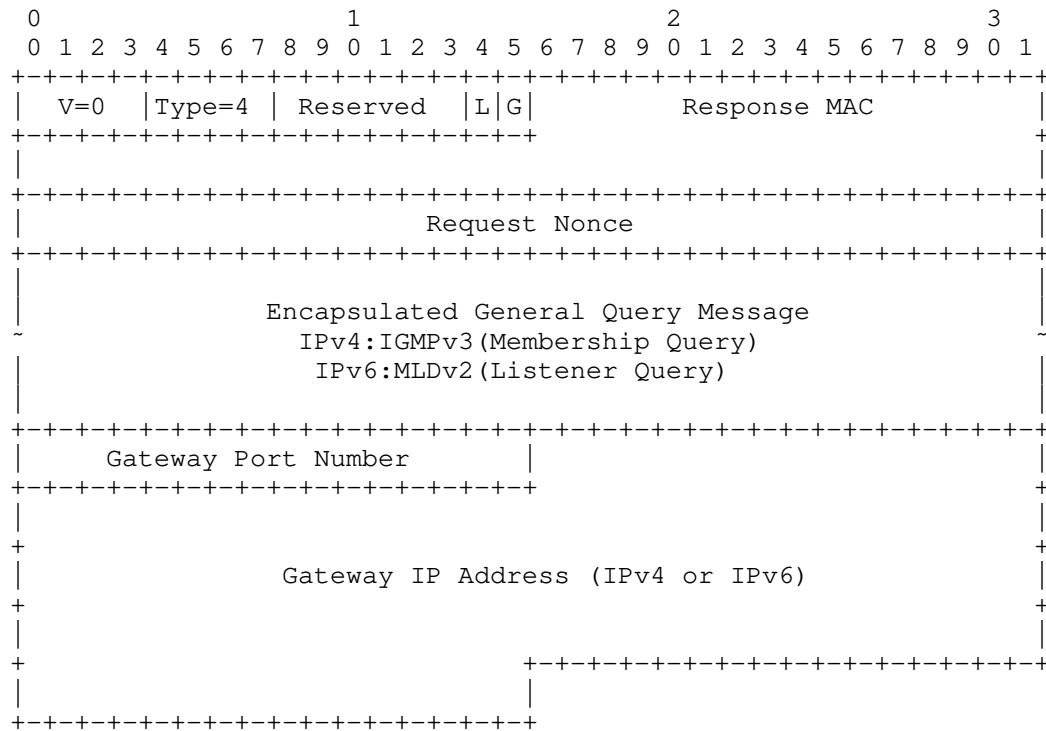 0                   1                   2                   3
 0 1 2 3 4 5 6 7 8 9 0 1 2 3 4 5 6 7 8 9 0 1 2 3 4 5 6 7 8 9 0 1
+-+-+-+-+-+-+-+-+-+-+-+-+-+-+-+-+-+-+-+-+-+-+-+-+-+-+-+-+-+-+-+-+
|  V=0  |Type=4 | Reserved  |L|G|         Response MAC          |
+-+-+-+-+-+-+-+-+-+-+-+-+-+-+-+-+                               +
|                                                               |
+-+-+-+-+-+-+-+-+-+-+-+-+-+-+-+-+-+-+-+-+-+-+-+-+-+-+-+-+-+-+-+-+
|                         Request Nonce                         |
+-+-+-+-+-+-+-+-+-+-+-+-+-+-+-+-+-+-+-+-+-+-+-+-+-+-+-+-+-+-+-+-+
|                                                               |
|               Encapsulated General Query Message              |
~                 IPv4:IGMPv3(Membership Query)                 ~
|                  IPv6:MLDv2(Listener Query)                   |
|                                                               |
+-+-+-+-+-+-+-+-+-+-+-+-+-+-+-+-+-+-+-+-+-+-+-+-+-+-+-+-+-+-+-+-+
|     Gateway Port Number       |                               |
+-+-+-+-+-+-+-+-+-+-+-+-+-+-+-+-+                               +
|                                                               |
+                                                               +
|                Gateway IP Address (IPv4 or IPv6)              |
+                                                               +
|                                                               |
+                               +-+-+-+-+-+-+-+-+-+-+-+-+-+-+-+-+
|                               |
+-+-+-+-+-+-+-+-+-+-+-+-+-+-+-+-+